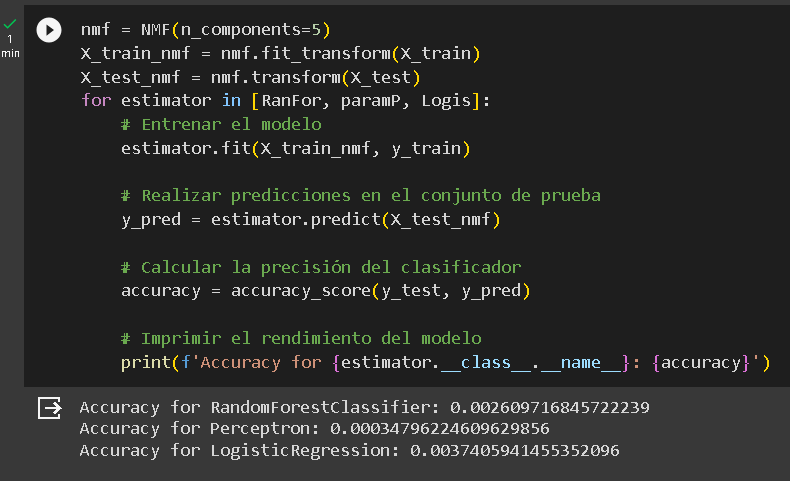 1
min
nmf = NMF(n_components=5)
X_train_nmf = nmf.fit_transform(X_train)
X_test_nmf = nmf.transform(X_test)
for estimator in [RanFor, paramP, Logis]:
# Entrenar el modelo
estimator.fit(X_train_nmf, y_train)
# Realizar predicciones en el conjunto de prueba
y_pred = estimator.predict(X_test_nmf)
# Calcular la precisión del clasificador
accuracy = accuracy_score(y_test, y_pred)
# Imprimir el rendimiento del modelo
print(f'Accuracy for {estimator.__class__.__name__}: {accuracy}')
Accuracy for RandomForestClassifier: 0.002609716845722239
Accuracy for Perceptron: 0.00034796224609629856
Accuracy for LogisticRegression: 0.0037405941455352096